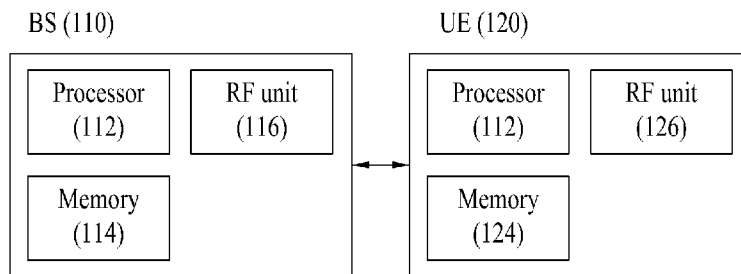 BS (110)
Processor
(112)
RF unit
(116)
Memory
(114)
UE (120)
Processor
(112)
RF unit
(126)
Memory
(124)